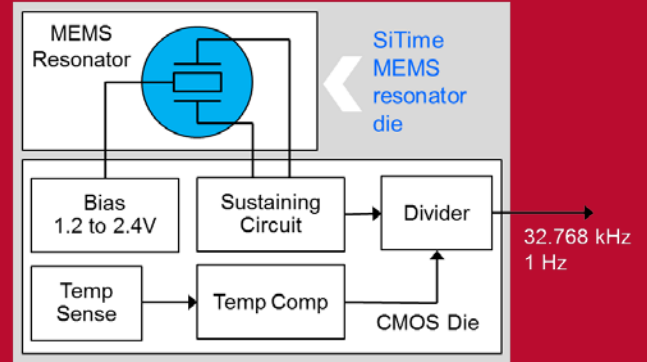 MEMS
Resonator
SiTime
MEMS
resonator
die
Bias
1.2 to 2.4V
Sustaining
Circuit
Divider
32.768 kHz
1 Hz
Temp
Sense
Temp Comp
CMOS Die